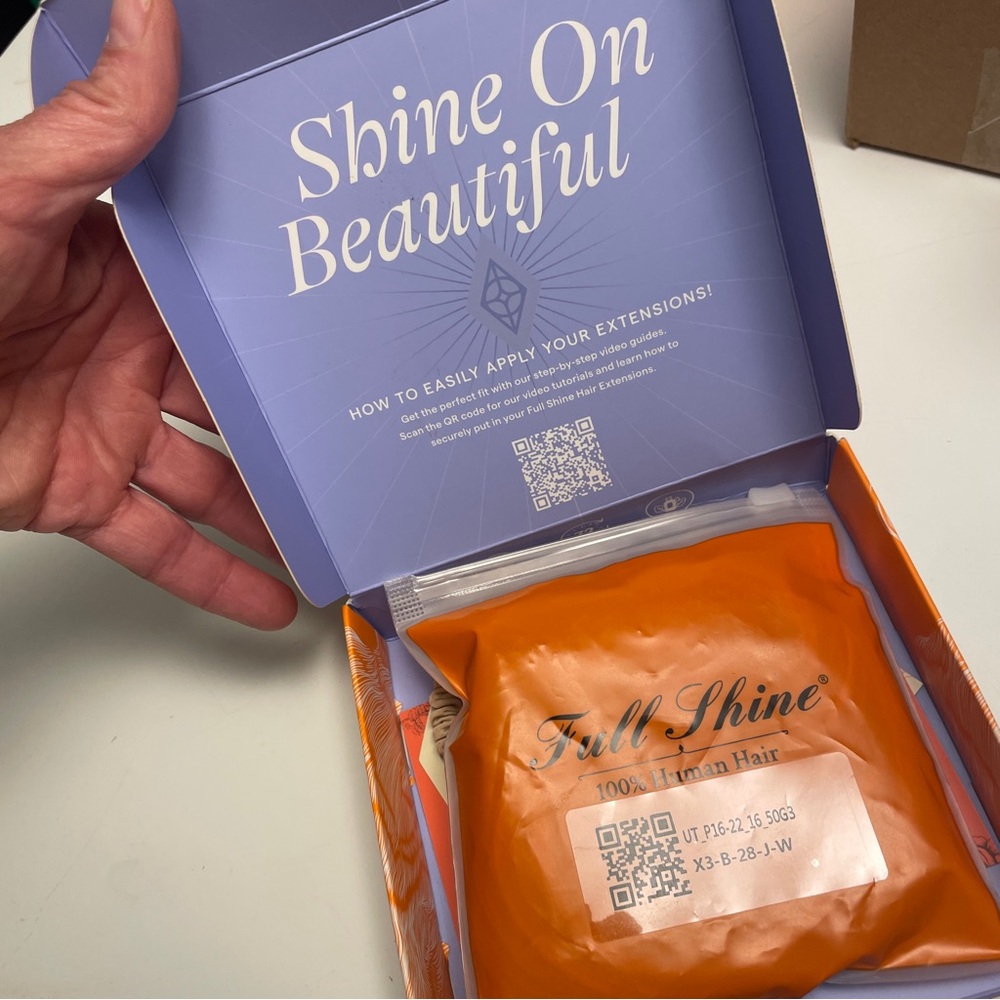 Shine On
Beautiful
HOW TO EASILY APPLY YOUR EXTENSIONS!
Get the perfect fit with our step-by-step video guides.
Scan the QR code for our video tutorials and learn how to
securely put in your Full Shine Hair Extensions.
Full Shine®
100% Human Hair
UT_P16-22_16_50G3
X3-B-28-J-W